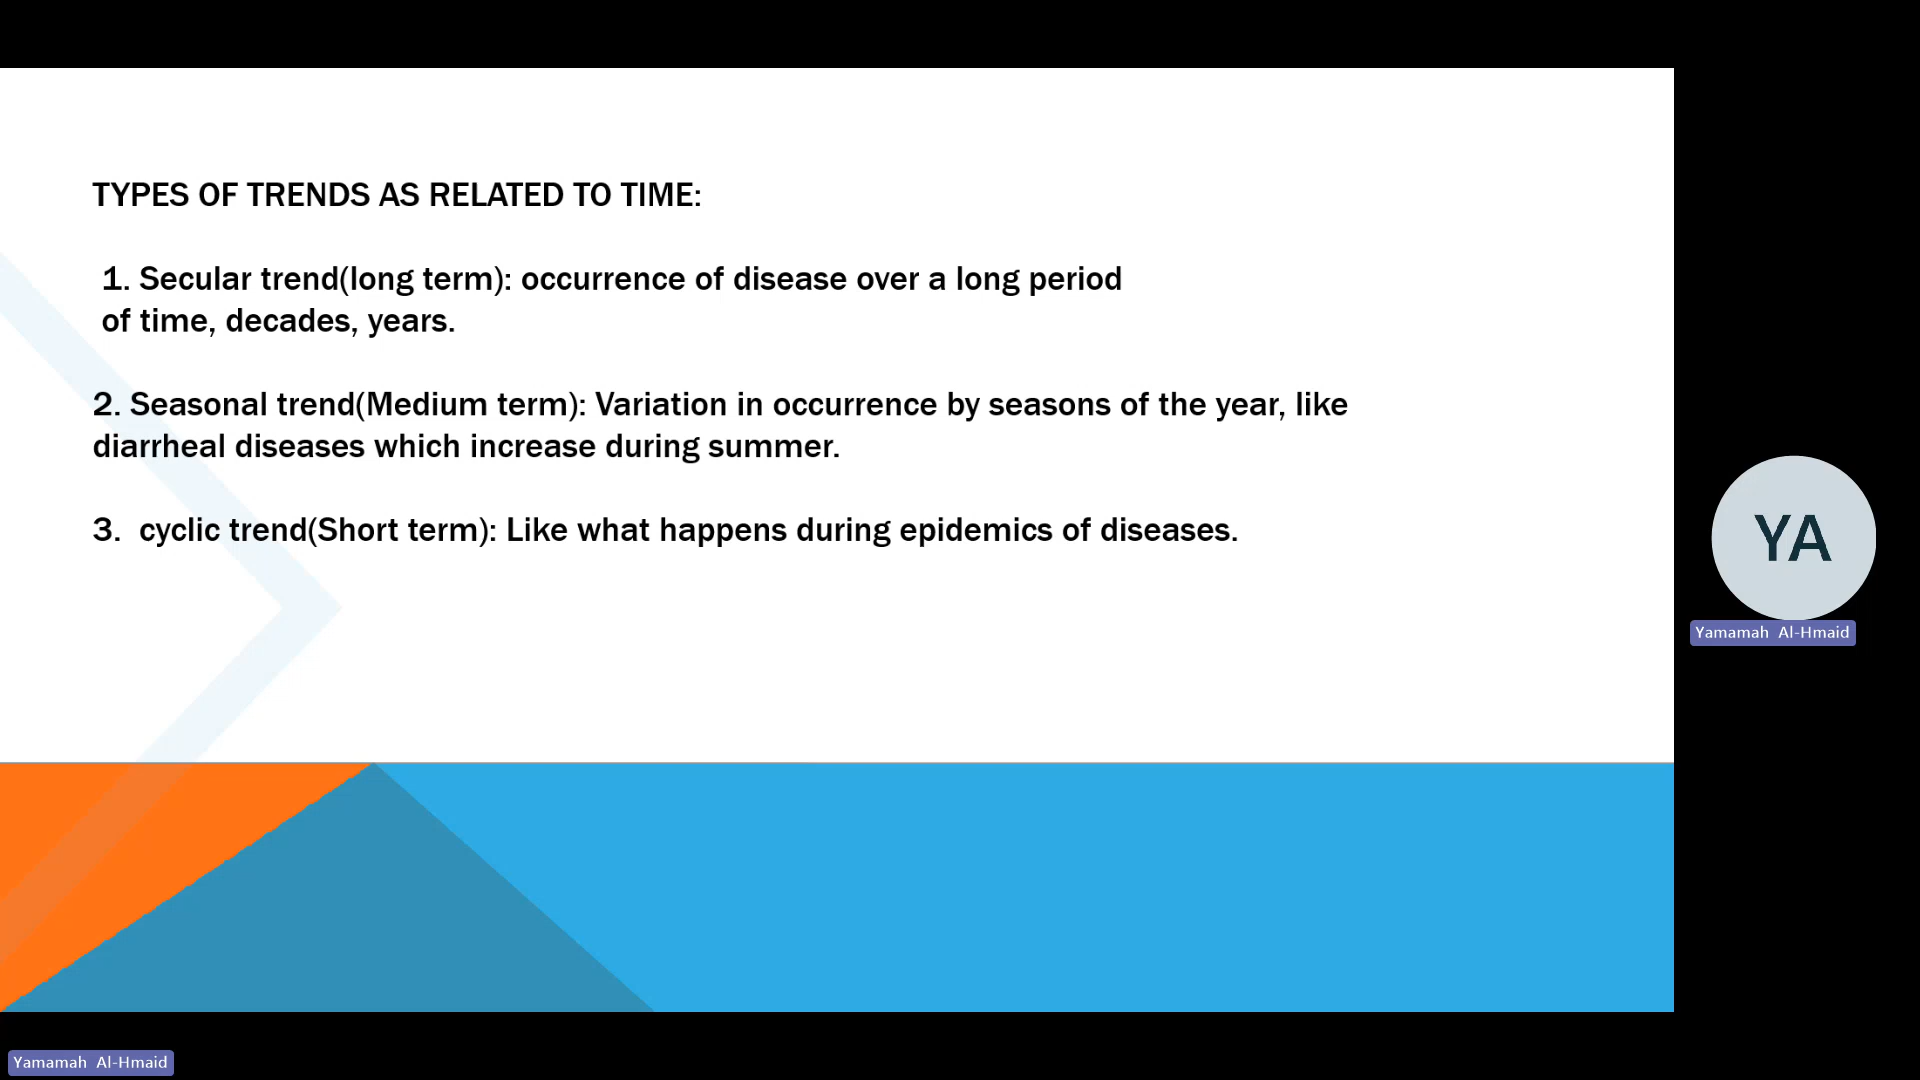 TYPES OF TRENDS AS RELATED TO TIME:
1. Secular trend(long term): occurrence of disease over a long period
of time, decades, years.
2. Seasonal trend(Medium term): Variation in occurrence by seasons of the year, like
diarrheal diseases which increase during summer.
3.  cyclic trend(Short term): Like what happens during epidemics of diseases.
YA
Yamamah  Al-Hmaid
Yamamah  Al-Hmaid